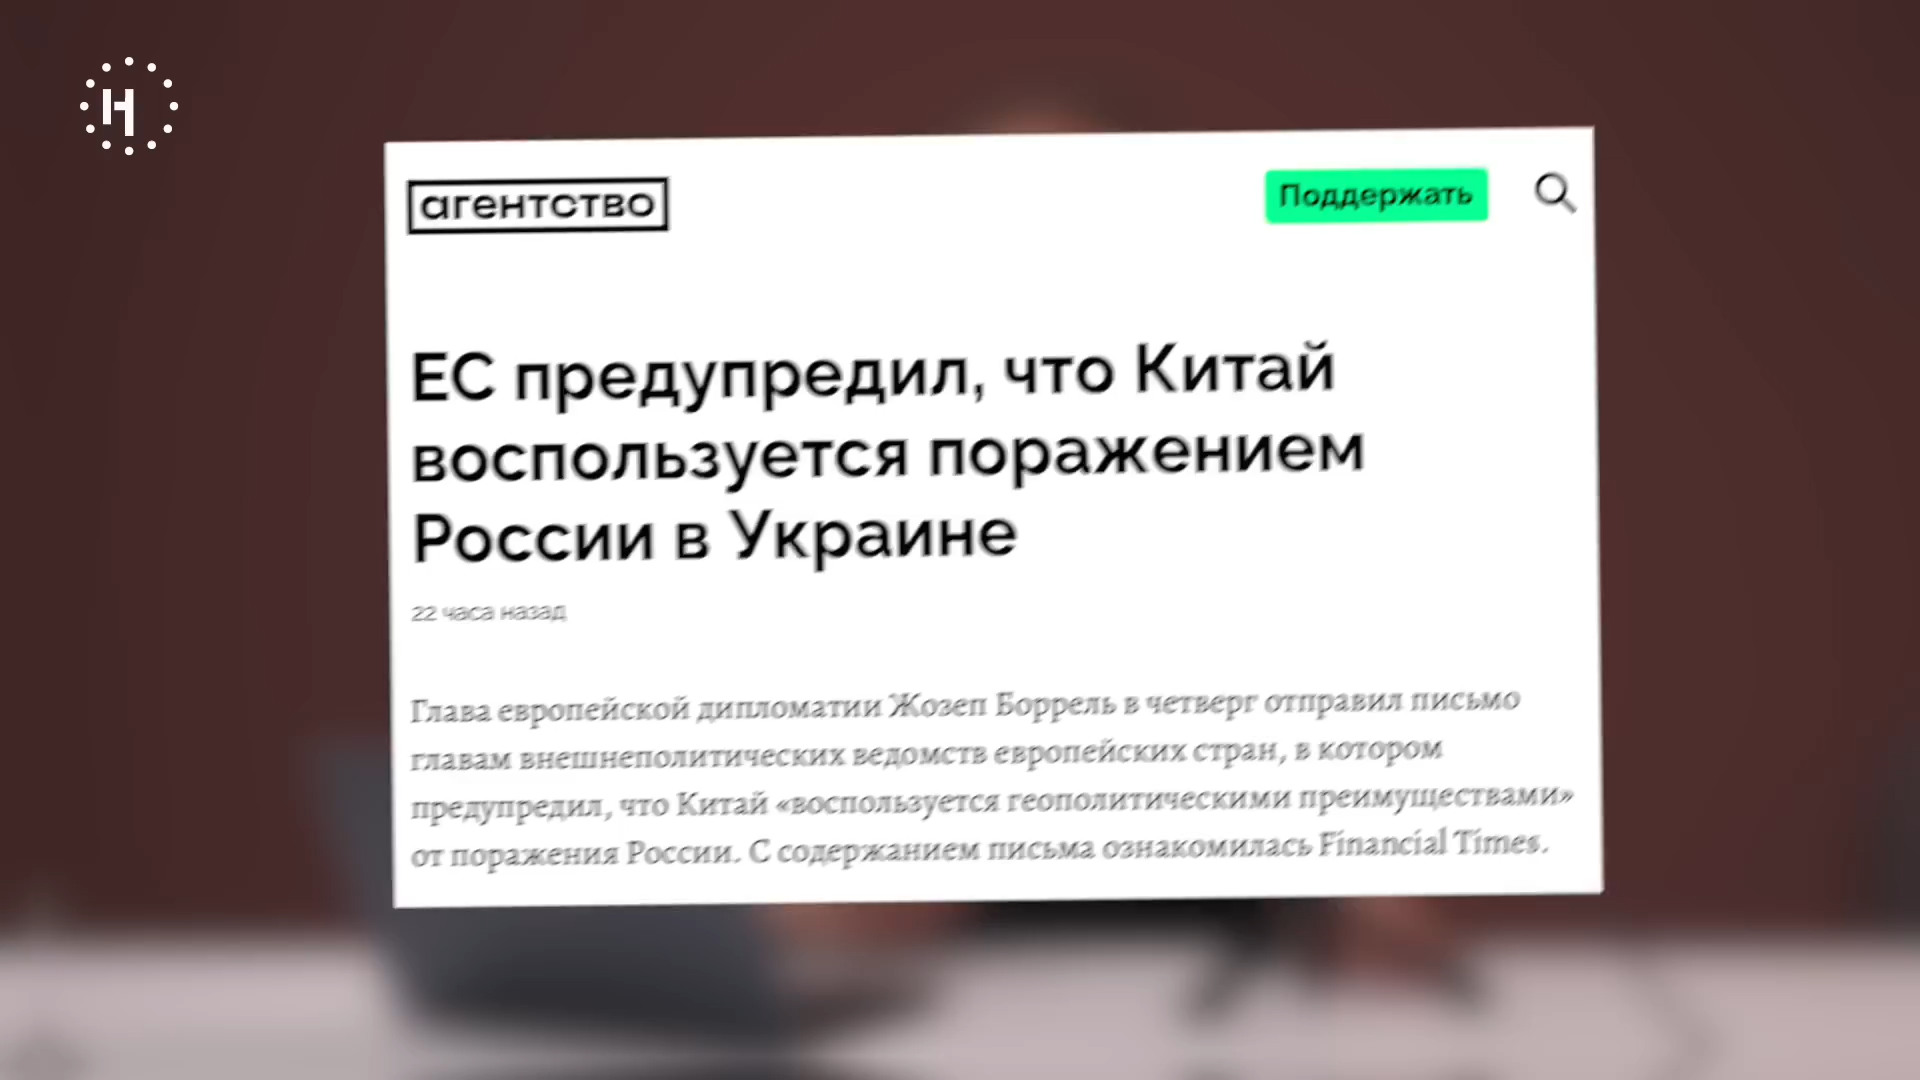 агентство
Поддержать
ЕС предупредил, что Китай
воспользуется поражением
России в Украине
22 часа назад
Глава европейской дипломатии Жозеп Боррель в четверг отправил письмо
главам внешнеполитических ведомств европейских стран, в котором
предупредил, что Китай «воспользуется геополитическими преимуществами»
от поражения России. С содержанием письма ознакомилась Financial Times.